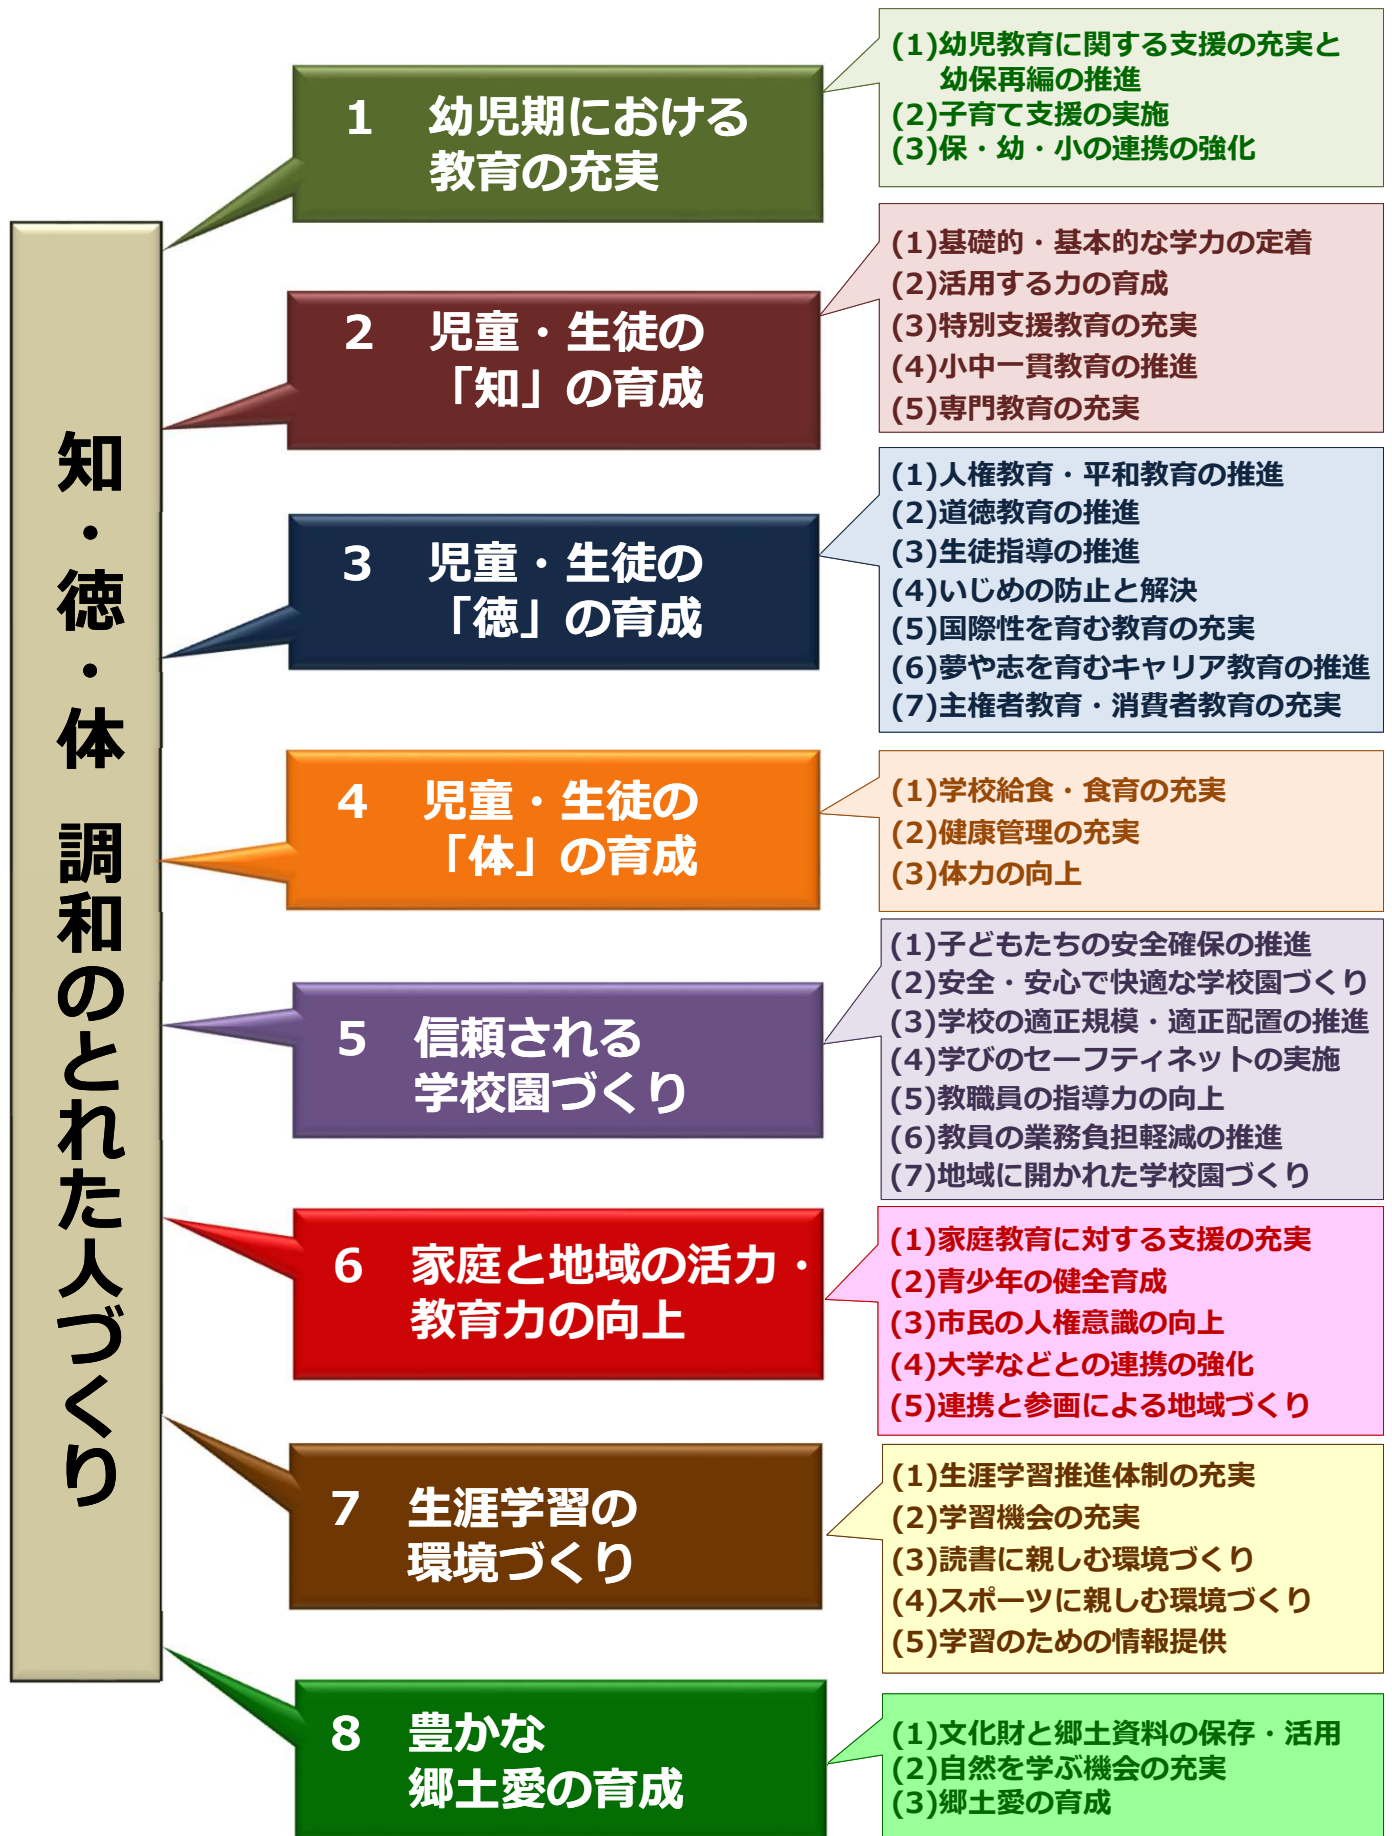 知・徳・体 調和のとれた人づくり
1 幼児期における
教育の充実
(1)幼児教育に関する支援の充実と
幼保再編の推進
(2)子育て支援の実施
(3)保・幼・小の連携の強化
2 児童・生徒の
「知」の育成
(1)基礎的・基本的な学力の定着
(2)活用する力の育成
(3)特別支援教育の充実
(4)小中一貫教育の推進
(5)専門教育の充実
3 児童・生徒の
「徳」の育成
(1)人権教育・平和教育の推進
(2)道徳教育の推進
(3)生徒指導の推進
(4)いじめの防止と解決
(5)国際性を育む教育の充実
(6)夢や志を育むキャリア教育の推進
(7)主権者教育・消費者教育の充実
4 児童・生徒の
「体」の育成
(1)学校給食・食育の充実
(2)健康管理の充実
(3)体力の向上
5 信頼される
学校園づくり
(1)子どもたちの安全確保の推進
(2)安全・安心で快適な学校園づくり
(3)学校の適正規模・適正配置の推進
(4)学びのセーフティネットの実施
(5)教職員の指導力の向上
(6)教員の業務負担軽減の推進
(7)地域に開かれた学校園づくり
6 家庭と地域の活力・
教育力の向上
(1)家庭教育に対する支援の充実
(2)青少年の健全育成
(3)市民の人権意識の向上
(4)大学などとの連携の強化
(5)連携と参画による地域づくり
7 生涯学習の
環境づくり
(1)生涯学習推進体制の充実
(2)学習機会の充実
(3)読書に親しむ環境づくり
(4)スポーツに親しむ環境づくり
(5)学習のための情報提供
8 豊かな
郷土愛の育成
(1)文化財と郷土資料の保存・活用
(2)自然を学ぶ機会の充実
(3)郷土愛の育成